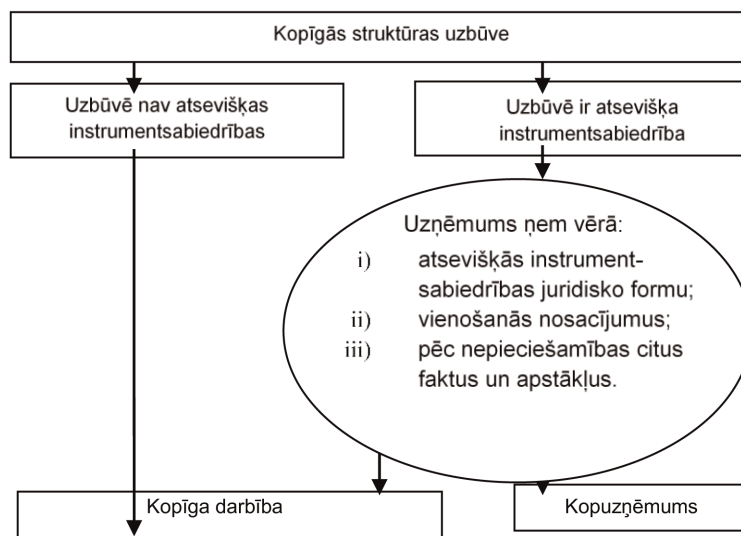 Kopīgās struktūras uzbūve
Uzbūvē nav atsevišķas
instrumentsabiedrības
Uzbūvē ir atsevišķa
instrumentsabiedrība
Uzņēmums ņem vērā:
i) atsevišķās instrument-
sabiedrības juridisko formu;
ii) vienošanās nosacījumus;
iii) pēc nepieciešamības citus
faktus un apstākļus.
Kopīga darbība
Kopuzņēmums